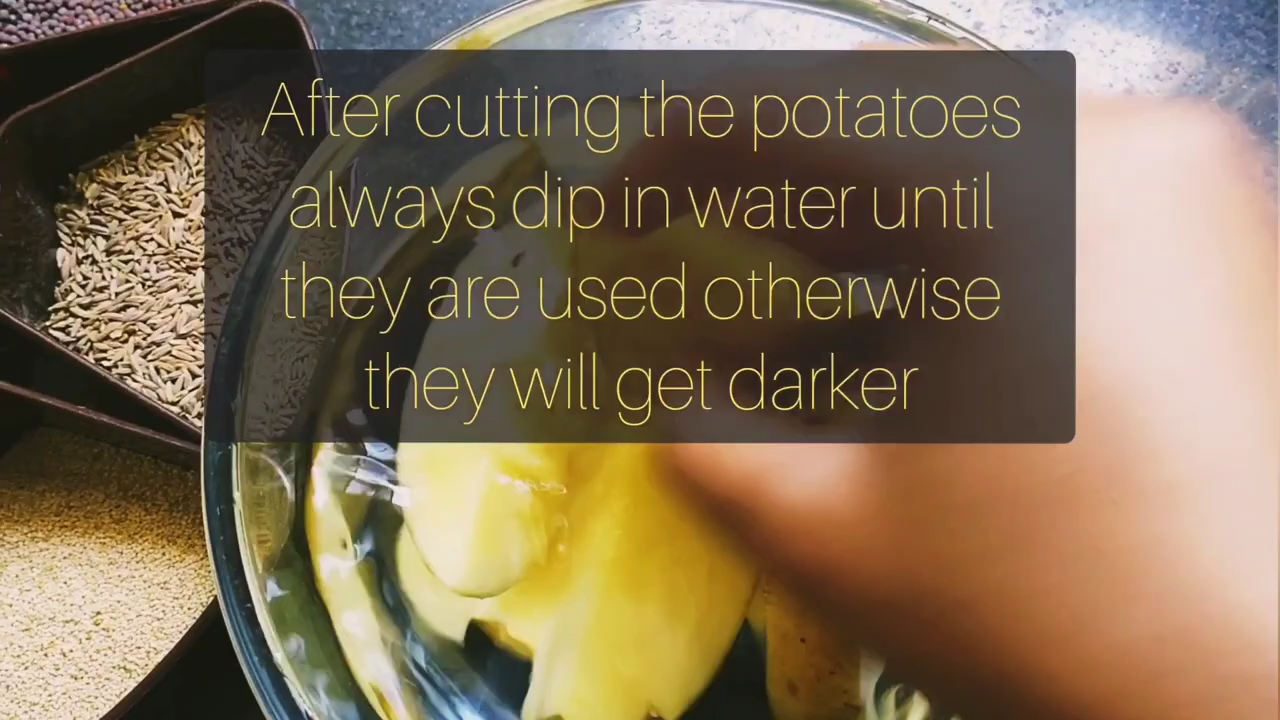 After cutting the potatoes
always dip in water until
they are used otherwise
they will get darker